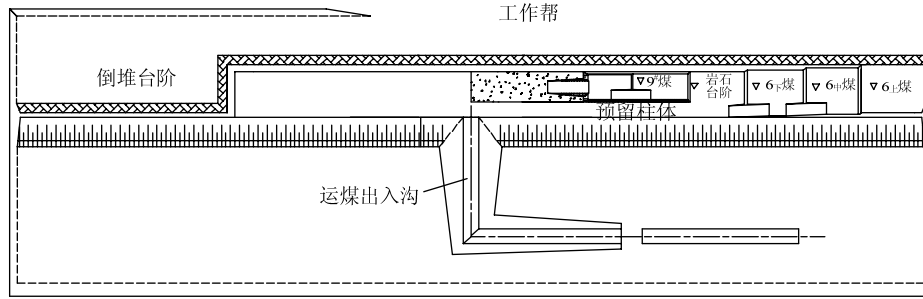 工作帮
倒堆台阶
9#煤
岩石
台阶
6下煤
6中煤
6上煤
预留柱体
运煤出入沟